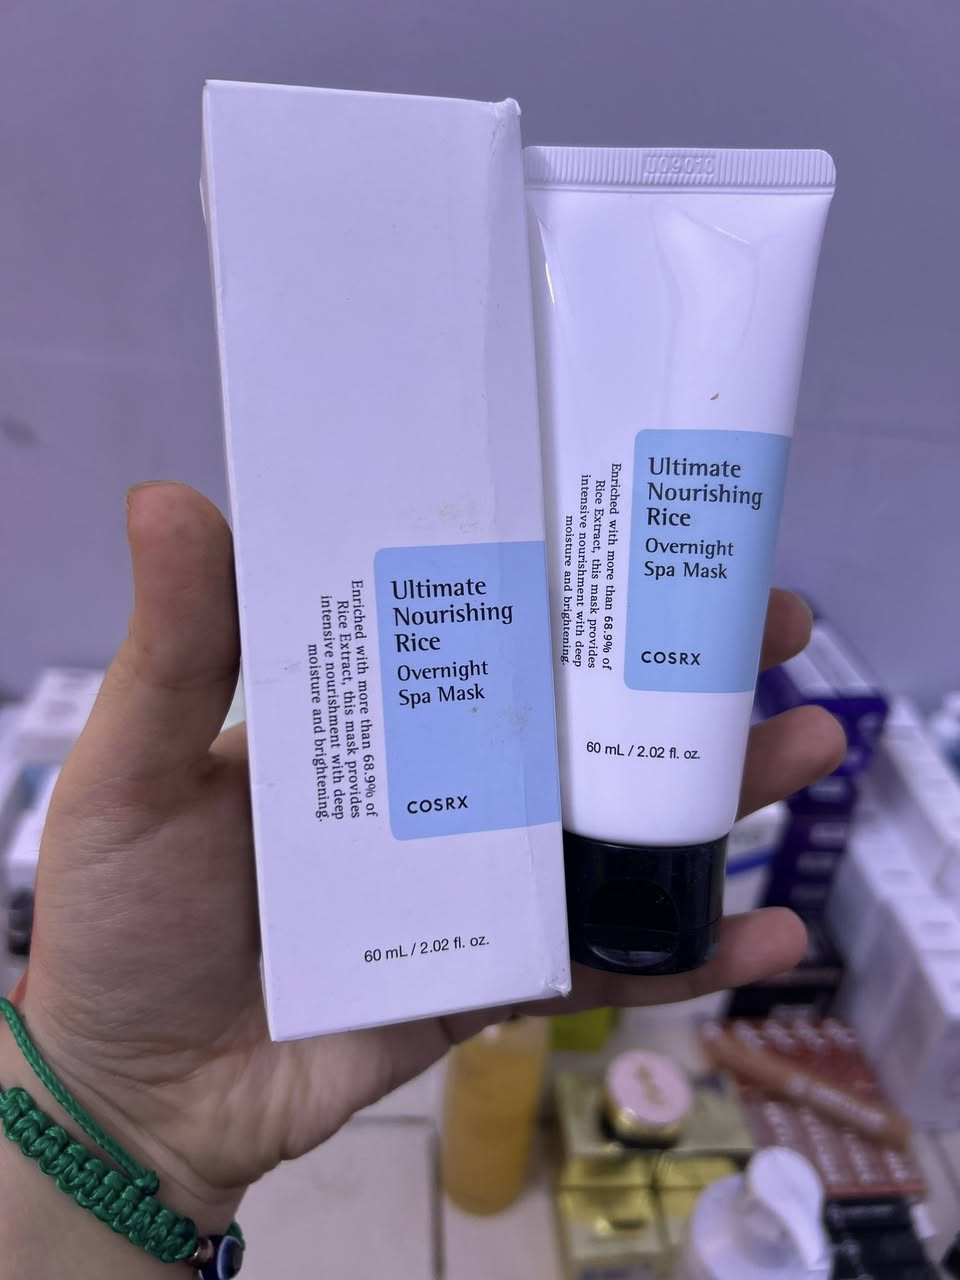 Ultimate
Nourishing
Rice
Overnight
Spa Mask
Enriched with more than 68.9% of
Rice Extract, this mask provides
intensive nourishment with deep
moisture and brightening.
COSRX
60 mL / 2.02 fl. oz.
U09010
Ultimate
Nourishing
Rice
Overnight
Spa Mask
Enriched with more than 68.9% of
Rice Extract, this mask provides
intensive nourishment with deep
moisture and brightening.
COSRX
60 mL / 2.02 fl. oz.